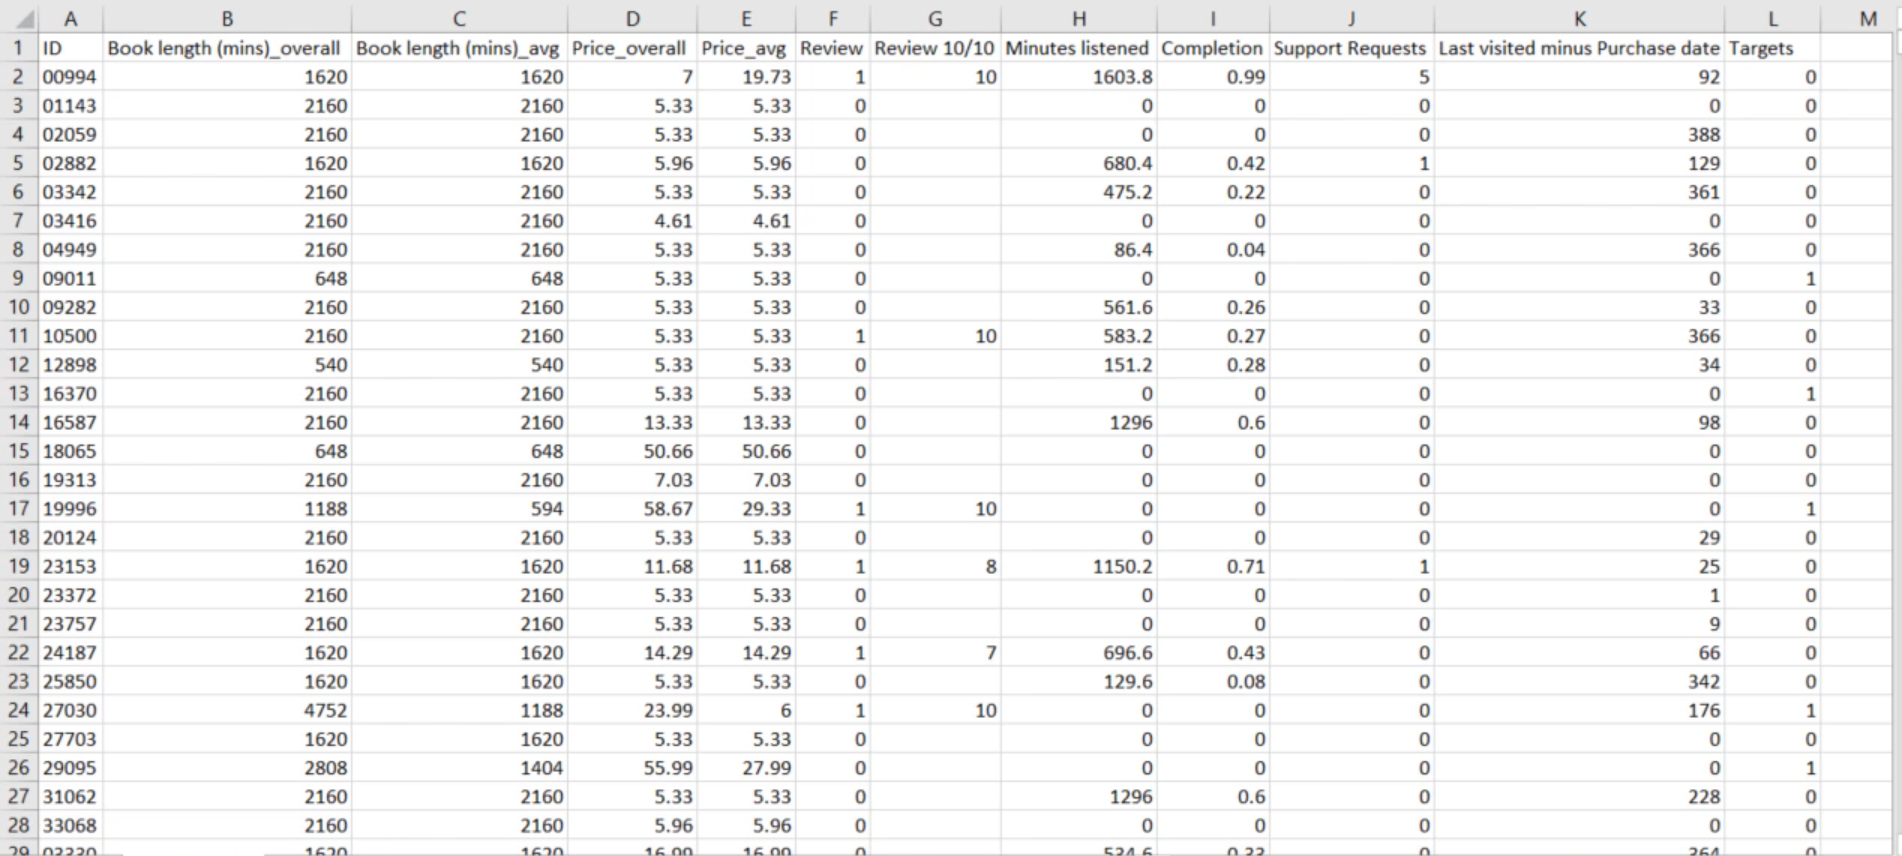 A B C D E F G H I J K L M
1 ID Book length (mins)_overall Book length (mins)_avg Price_overall Price_avg Review Review 10/10 Minutes listened Completion Support Requests Last visited minus Purchase date Targets
2 00994 1620 1620 7 19.73 1 10 1603.8 0.99 5 92 0
3 01143 2160 2160 5.33 5.33 0 0 0 0 0 0
4 02059 2160 2160 5.33 5.33 0 0 0 0 388 0
5 02882 1620 1620 5.96 5.96 0 680.4 0.42 1 129 0
6 03342 2160 2160 5.33 5.33 0 475.2 0.22 0 361 0
7 03416 2160 2160 4.61 4.61 0 0 0 0 0 0
8 04949 2160 2160 5.33 5.33 0 86.4 0.04 0 366 0
9 09011 648 648 5.33 5.33 0 0 0 0 0 1
10 09282 2160 2160 5.33 5.33 0 561.6 0.26 0 33 0
11 10500 2160 2160 5.33 5.33 1 10 583.2 0.27 0 366 0
12 12898 540 540 5.33 5.33 0 151.2 0.28 0 34 0
13 16370 2160 2160 5.33 5.33 0 0 0 0 0 1
14 16587 2160 2160 13.33 13.33 0 1296 0.6 0 98 0
15 18065 648 648 50.66 50.66 0 0 0 0 0 0
16 19313 2160 2160 7.03 7.03 0 0 0 0 0 0
17 19996 1188 594 58.67 29.33 1 10 0 0 0 0 1
18 20124 2160 2160 5.33 5.33 0 0 0 0 29 0
19 23153 1620 1620 11.68 11.68 1 8 1150.2 0.71 1 25 0
20 23372 2160 2160 5.33 5.33 0 0 0 0 1 0
21 23757 2160 2160 5.33 5.33 0 0 0 0 9 0
22 24187 1620 1620 14.29 14.29 1 7 696.6 0.43 0 66 0
23 25850 1620 1620 5.33 5.33 0 129.6 0.08 0 342 0
24 27030 4752 1188 23.99 6 1 10 0 0 0 176 1
25 27703 1620 1620 5.33 5.33 0 0 0 0 0 0
26 29095 2808 1404 55.99 27.99 0 0 0 0 0 1
27 31062 2160 2160 5.33 5.33 0 1296 0.6 0 228 0
28 33068 2160 2160 5.96 5.96 0 0 0 0 0 0
29 1620 1620 16.99 16.99 0 534.6 0.33 0 364 0